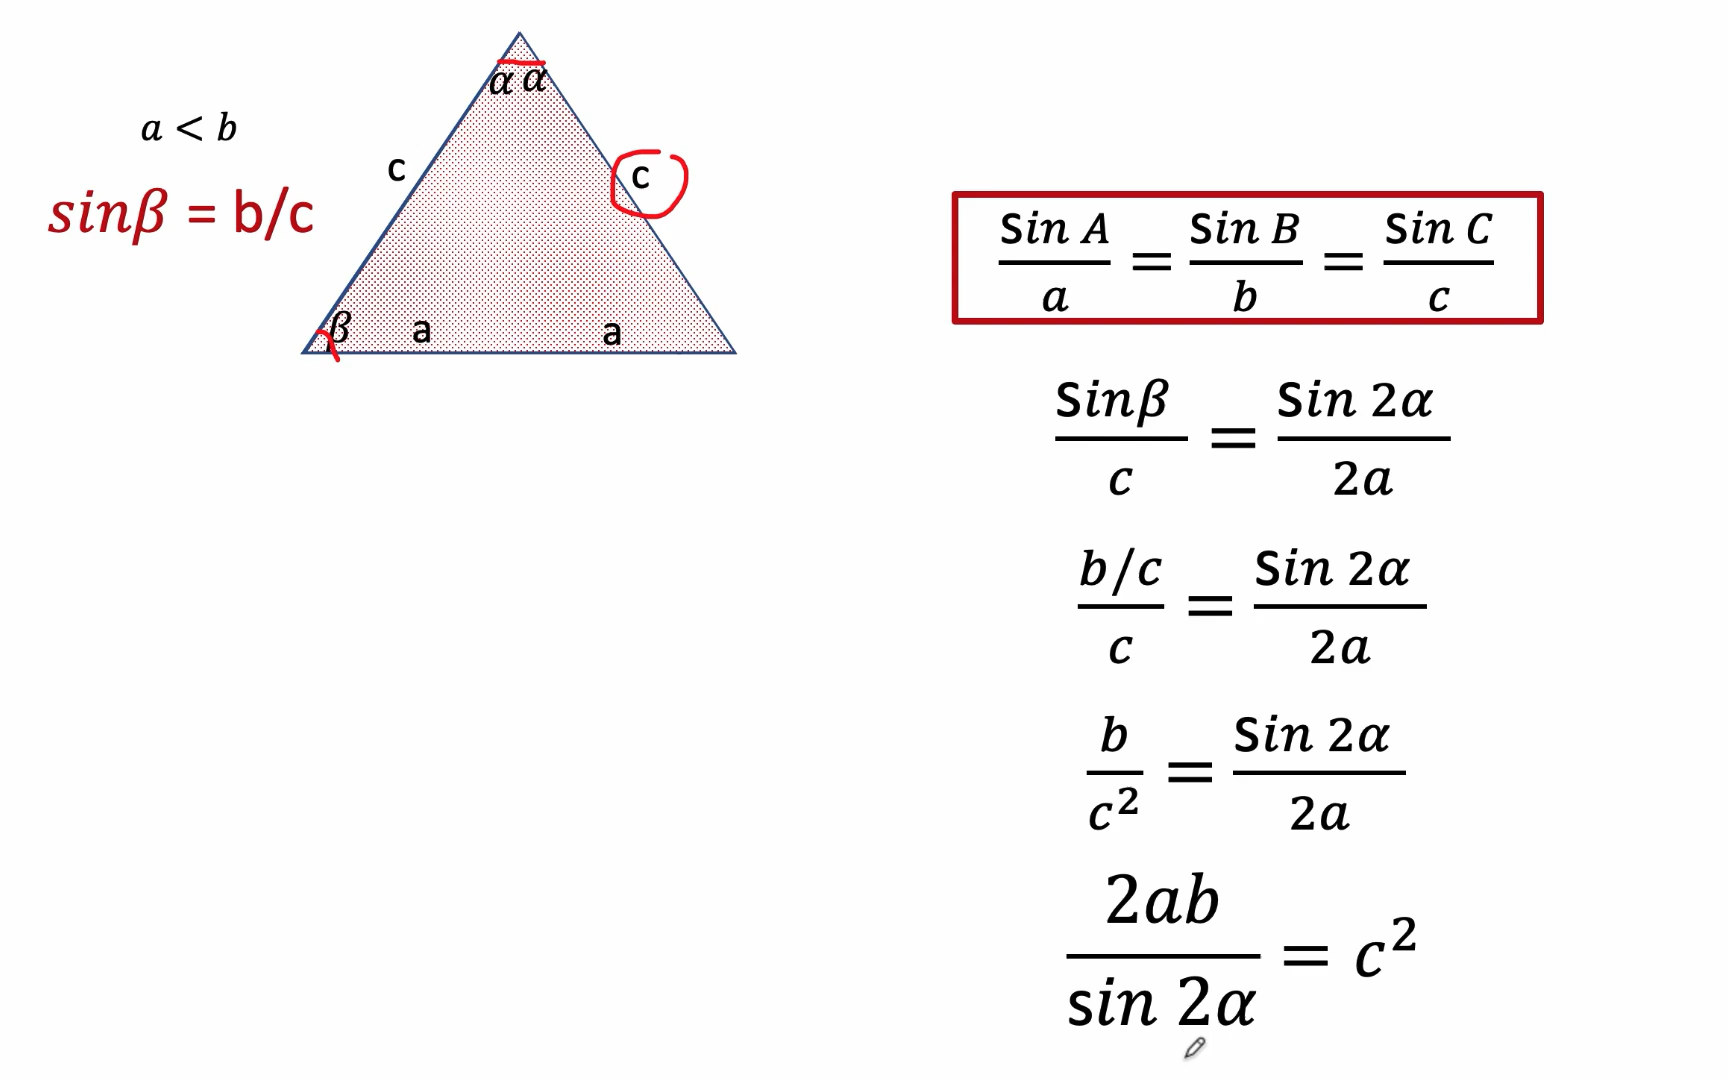 α α
a < b
c
c
sinβ = b/c
β a a
Sin A / a = Sin B / b = Sin C / c
Sinβ / c = Sin 2α / 2a
b/c / c = Sin 2α / 2a
b / c² = Sin 2α / 2a
2ab / sin 2α = c²